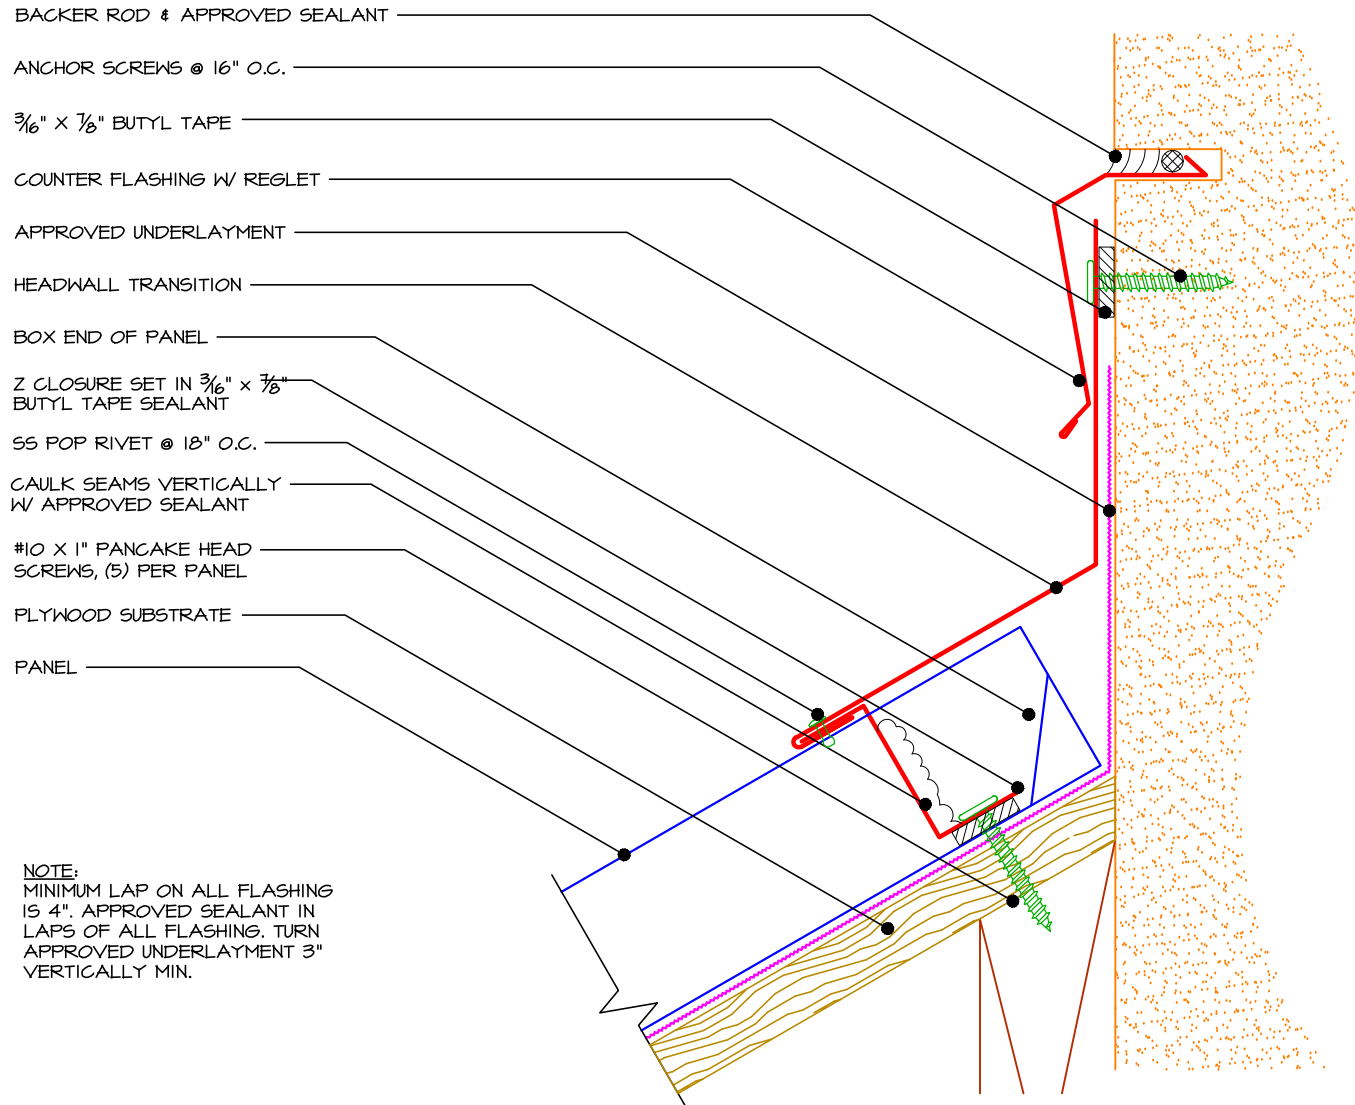 BACKER ROD & APPROVED SEALANT
ANCHOR SCREWS @ 16" O.C.
3/16" X 7/8" BUTYL TAPE
COUNTER FLASHING W/ REGLET
APPROVED UNDERLAYMENT
HEADWALL TRANSITION
BOX END OF PANEL
Z CLOSURE SET IN 3/16" x 7/8"
BUTYL TAPE SEALANT
SS POP RIVET @ 18" O.C.
CAULK SEAMS VERTICALLY
W/ APPROVED SEALANT
#10 X 1" PANCAKE HEAD
SCREWS, (5) PER PANEL
PLYWOOD SUBSTRATE
PANEL
NOTE:
MINIMUM LAP ON ALL FLASHING
IS 4". APPROVED SEALANT IN
LAPS OF ALL FLASHING. TURN
APPROVED UNDERLAYMENT 3"
VERTICALLY MIN.